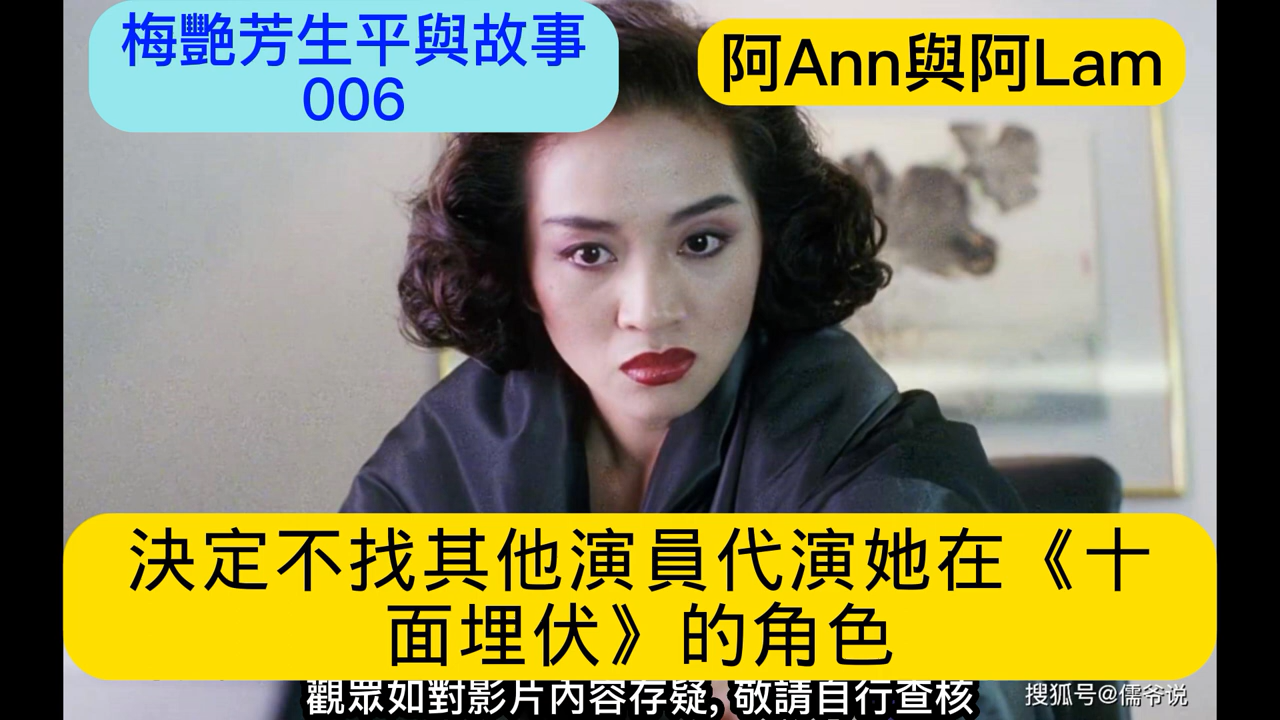 梅艷芳生平與故事
006
阿Ann與阿Lam
決定不找其他演員代演她在《十
面埋伏》的角色
觀眾如對影片內容存疑, 敬請自行查核
搜狐号@儒爷说